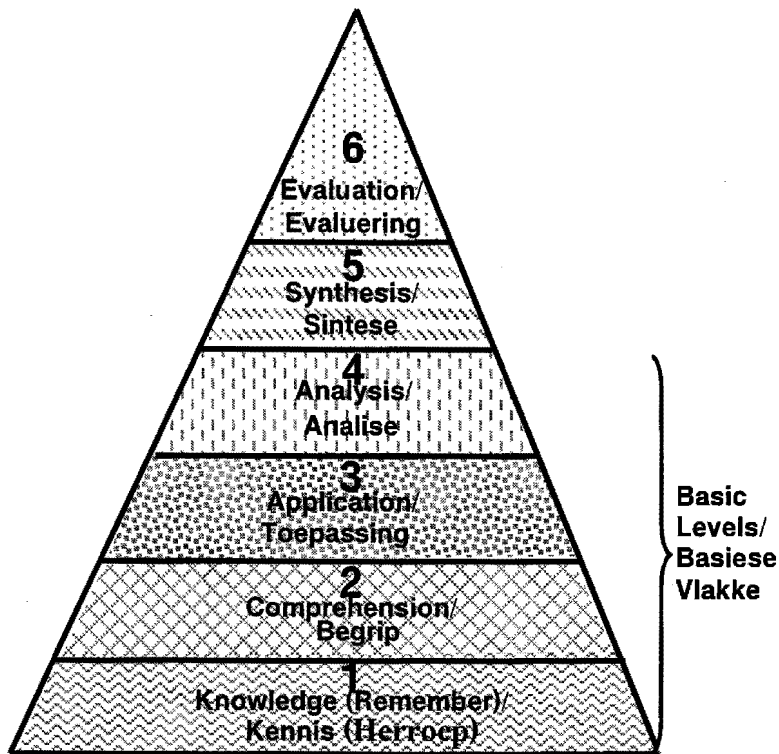 6
Evaluation/
Evaluering
5
Synthesis/
Sintese
4
Analysis/
Analise
3
Application/
Toepassing
2
Comprehension/
Begrip
1
Knowledge (Remember)/
Kennis (Herroep)
Basic
Levels/
Basiese
Vlakke